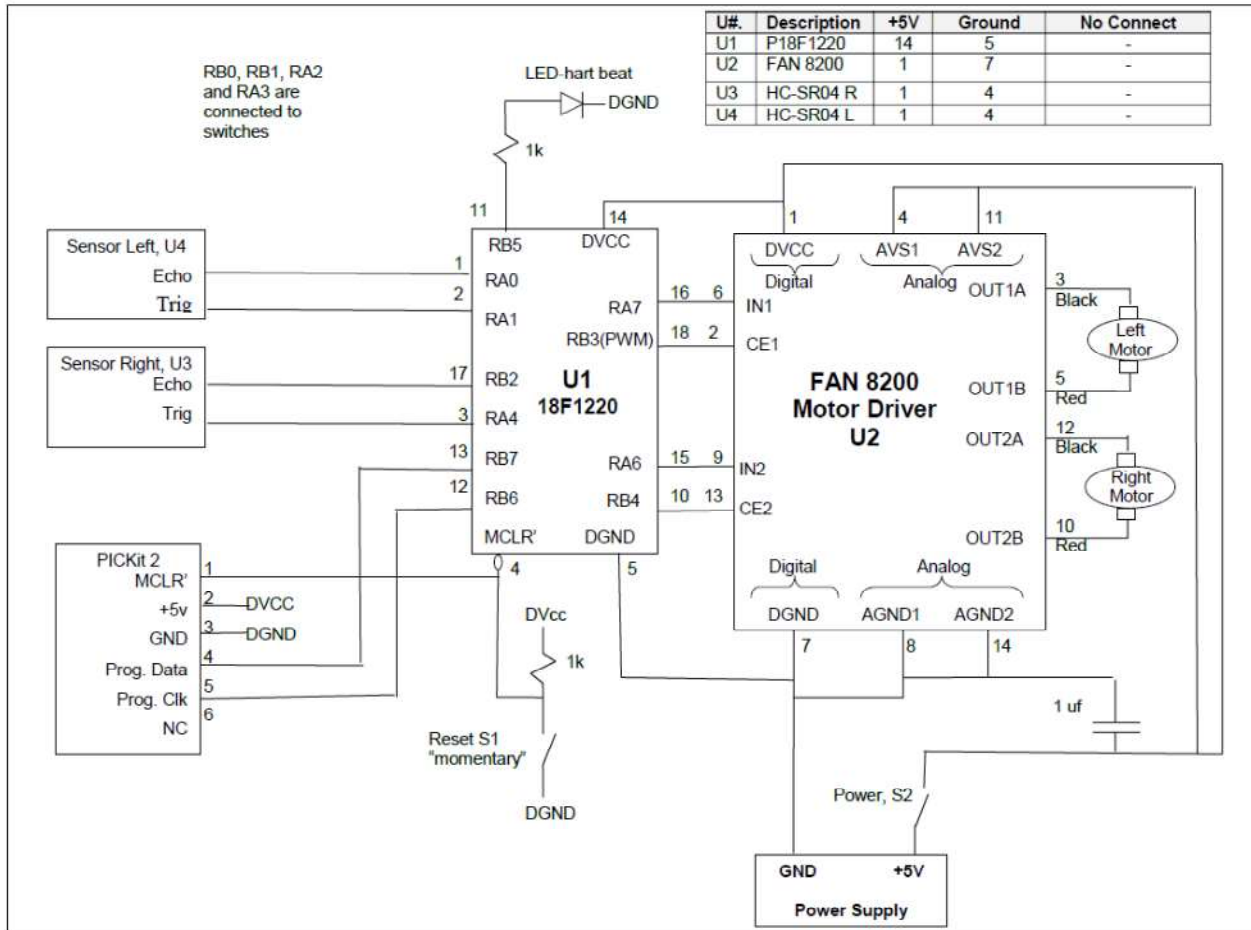 U#. Description +5V Ground No Connect
U1 P18F1220 14 5 -
U2 FAN 8200 1 7 -
U3 HC-SR04 R 1 4 -
U4 HC-SR04 L 1 4 -
RB0, RB1, RA2
and RA3 are
connected to
switches
LED-hart beat
DGND
1k
11
14
1
4
11
Sensor Left, U4
Echo
Trig
1
2
RB5
DVCC
RA0
RA1
RA7
16
6
RB3(PWM)
18
2
DVCC
Digital
AVS1
AVS2
Analog
IN1
CE1
OUT1A
3
Black
Left
Motor
Sensor Right, U3
Echo
Trig
17
3
RB2
RA4
U1
18F1220
FAN 8200
Motor Driver
U2
OUT1B
5
Red
OUT2A
12
Black
13
12
RB7
RB6
RA6
15
9
RB4
10
13
IN2
CE2
Right
Motor
OUT2B
10
Red
MCLR'
DGND
4
5
Digital
Analog
DGND
AGND1
AGND2
7
8
14
PICKit 2
MCLR'
1
+5v
2
DVCC
GND
3
DGND
Prog. Data
4
Prog. Clk
5
NC
6
DVcc
1k
Reset S1
"momentary"
DGND
1 uf
Power, S2
GND +5V
Power Supply